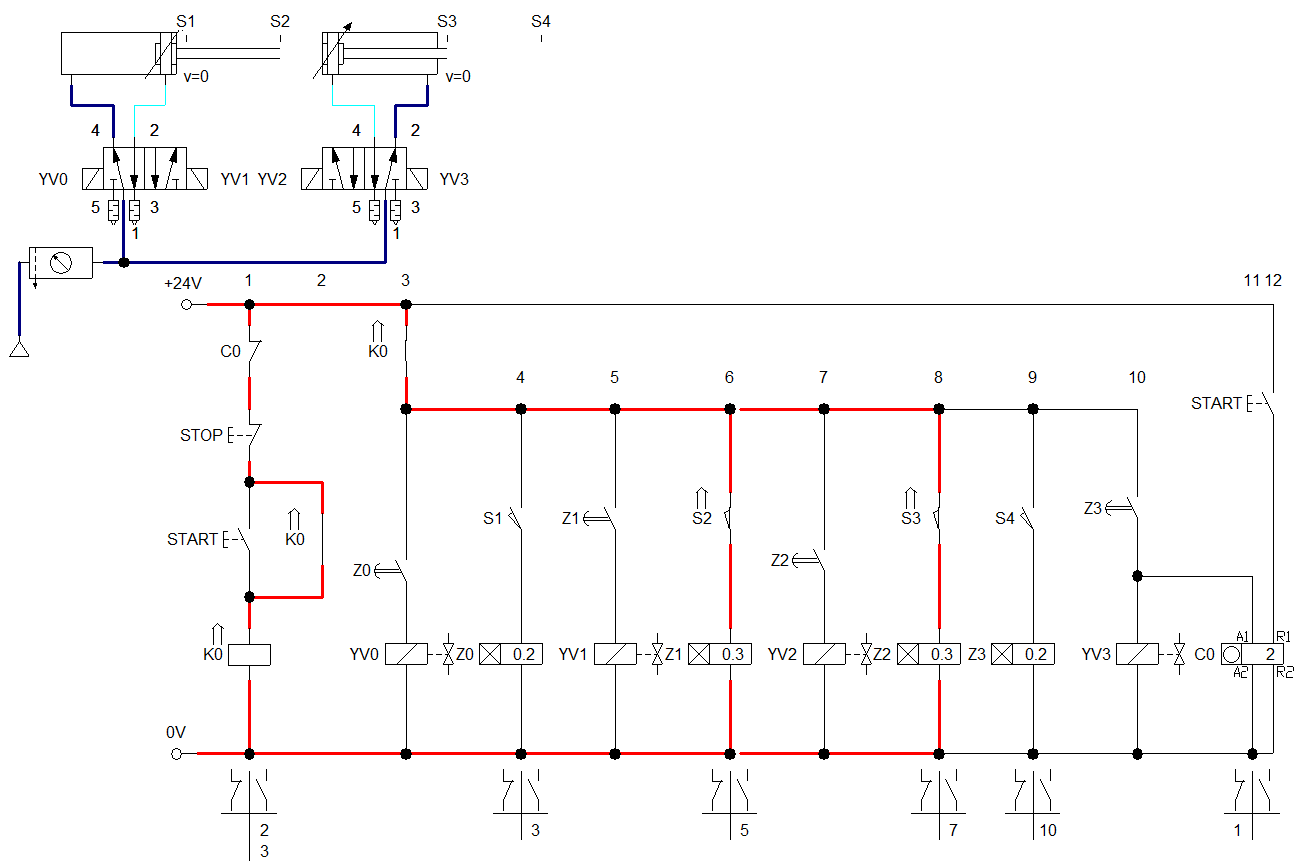 S1 S2 S3 S4
v=0 v=0
4 2 4 2
YV0 YV1 YV2 YV3
5 3 5 3
1 1
+24V 1 2 3 11 12
C0 K0
4 5 6 7 8 9 10
START
STOP
Z3
S1 Z1 S2 S3 S4
START K0
Z0 Z2
A1 R1
K0 YV0 Z0 0.2 YV1 Z1 0.3 YV2 Z2 0.3 Z3 0.2 YV3 C0 2
A2 R2
0V
2 3 5 7 10 1
3